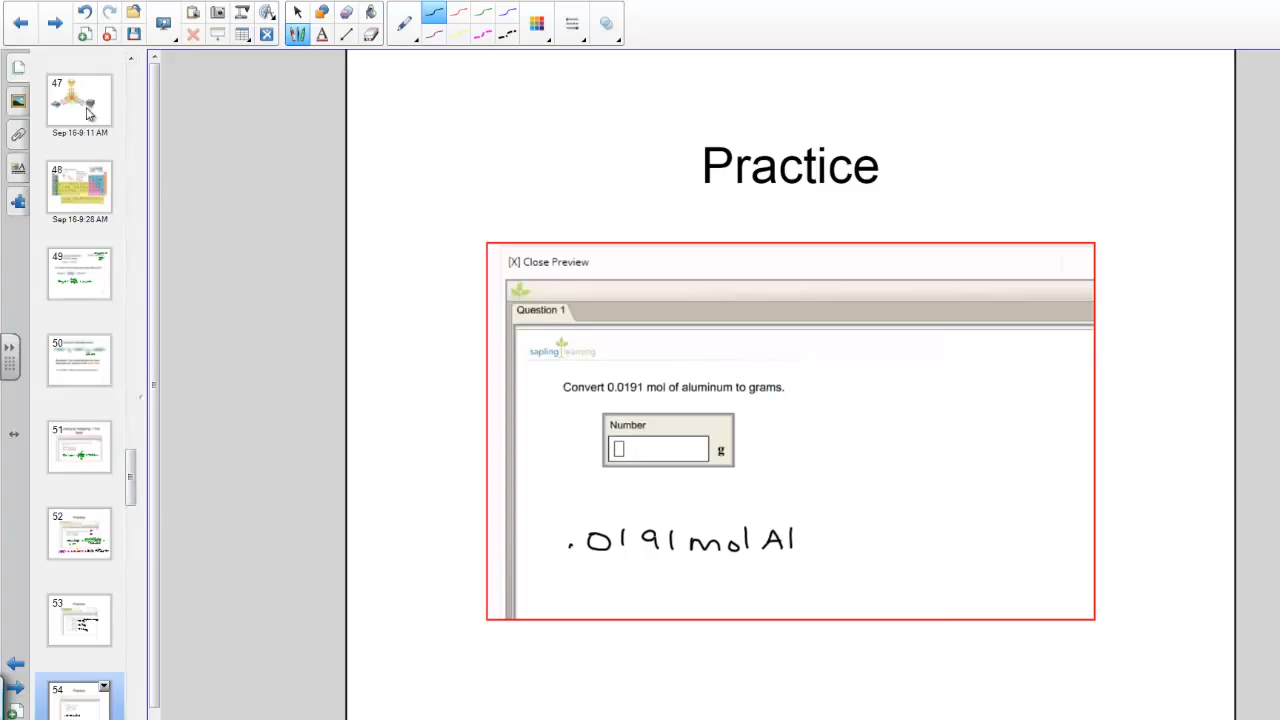 47
Sep 16-9:11 AM
48
Sep 16-9:28 AM
49
50
51
52
53
54
Practice
[X] Close Preview
Question 1
sapling learning
Convert 0.0191 mol of aluminum to grams.
Number
g
.0191 mol Al